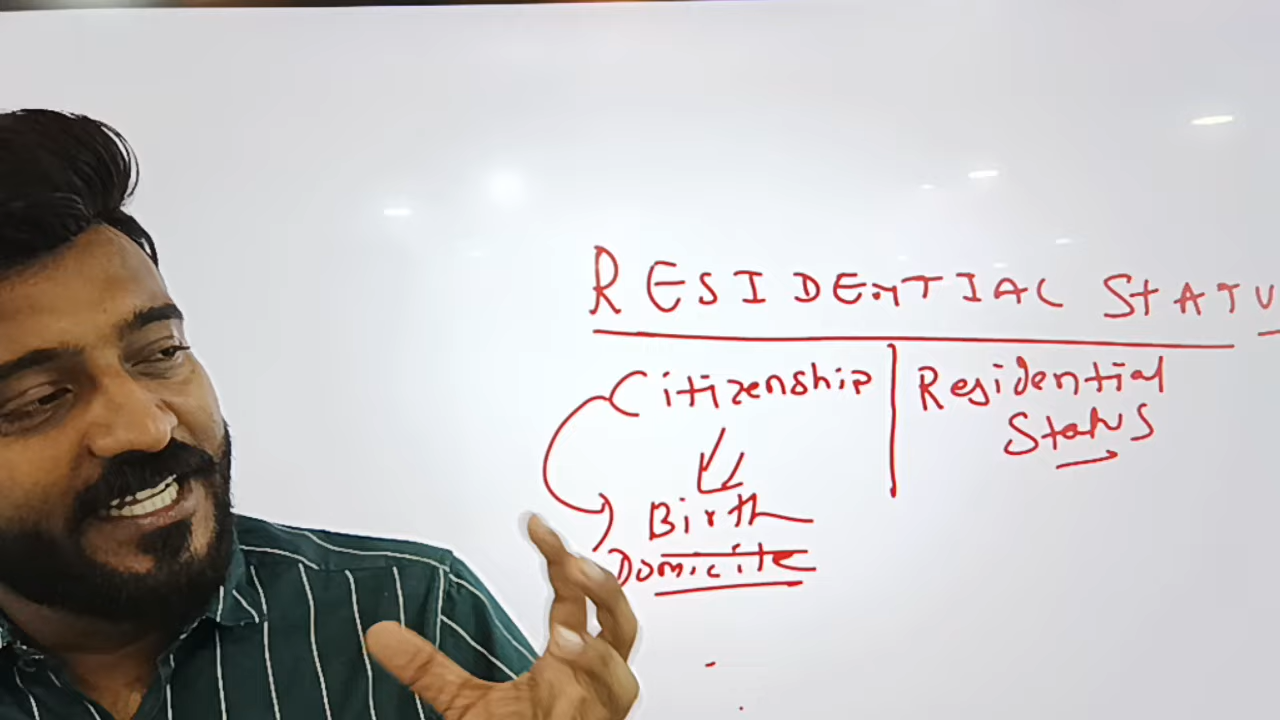 RESIDENTIAL STATU
Citizenship
Residential
Status
Birth
Domicile